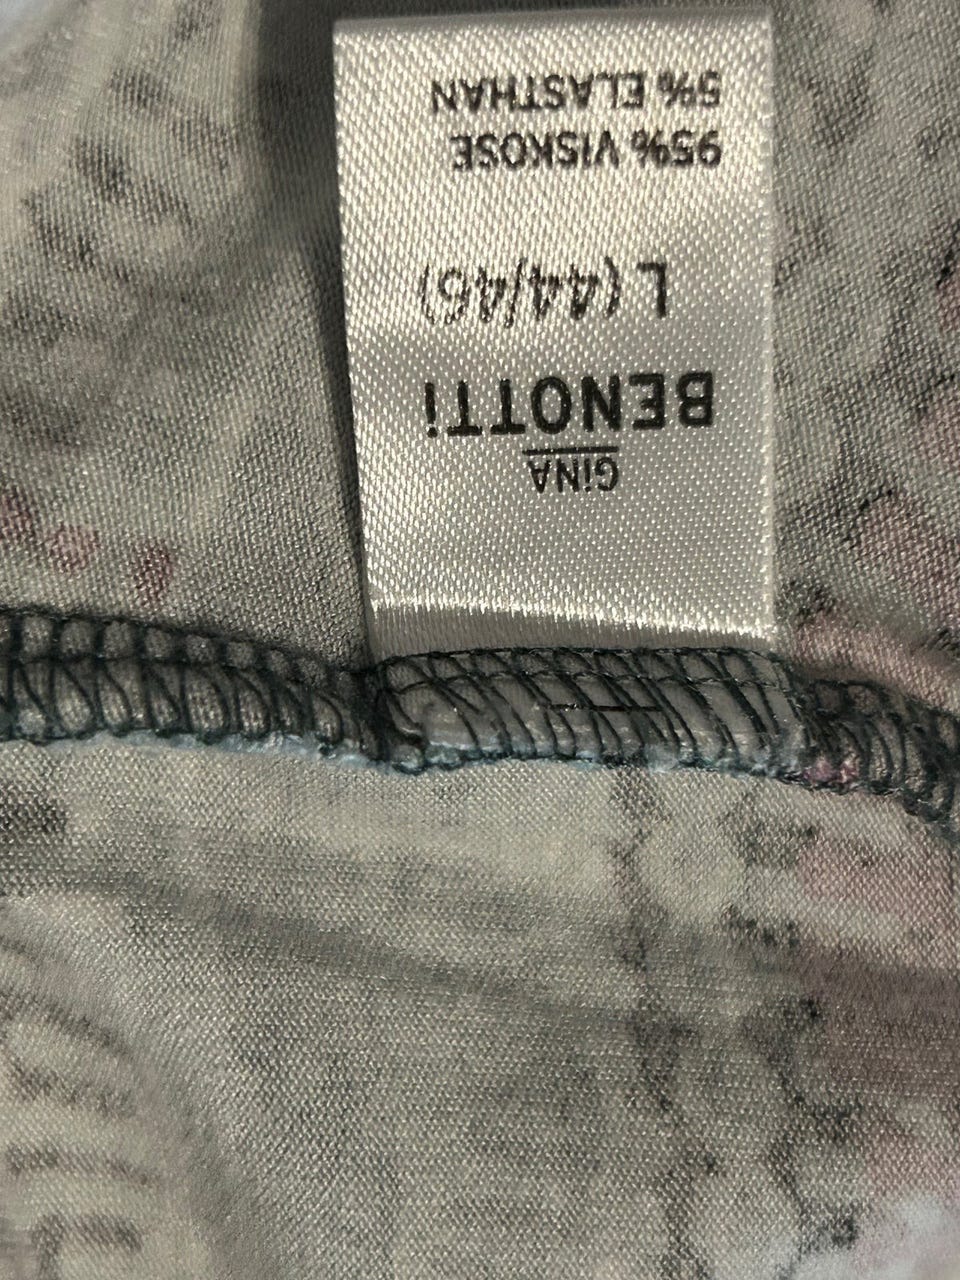 GiNA
BENOTTi
L (44/46)
95% VISKOSE
5% ELASTHAN